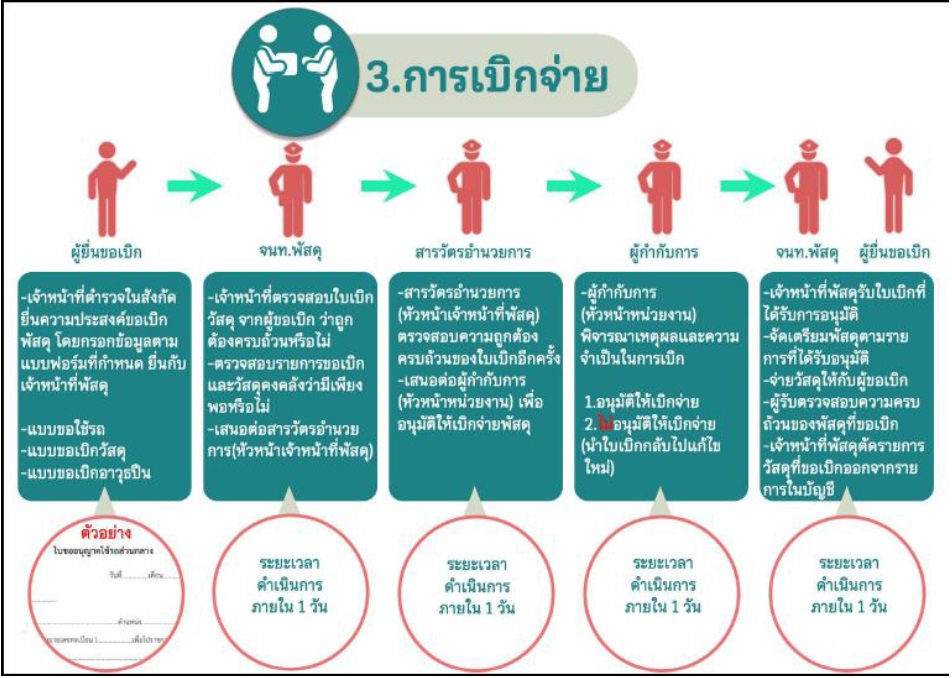 3.การเบิกจ่าย
ผู้ยื่นขอเบิก
จนท.พัสดุ
สารวัตรอำนวยการ
ผู้กำกับการ
จนท.พัสดุ
ผู้ยื่นขอเบิก
-เจ้าหน้าที่ตำรวจในสังกัด
ยื่นความประสงค์ขอเบิก
พัสดุ โดยกรอกข้อมูลตาม
แบบฟอร์มที่กำหนด ยื่นกับ
เจ้าหน้าที่พัสดุ
-แบบขอใช้รถ
-แบบขอเบิกวัสดุ
-แบบขอเบิกอาวุธปืน
-เจ้าหน้าที่ตรวจสอบใบเบิก
วัสดุ จากผู้ขอเบิก ว่าถูก
ต้องครบถ้วนหรือไม่
-ตรวจสอบรายการขอเบิก
และวัสดุคงคลังว่ามีเพียง
พอหรือไม่
-เสนอต่อสารวัตรอำนวย
การ(หัวหน้าเจ้าหน้าที่พัสดุ)
-สารวัตรอำนวยการ
(หัวหน้าเจ้าหน้าที่พัสดุ)
ตรวจสอบความถูกต้อง
ครบถ้วนของใบเบิกอีกครั้ง
-เสนอต่อผู้กำกับการ
(หัวหน้าหน่วยงาน) เพื่อ
อนุมัติให้เบิกจ่ายพัสดุ
-ผู้กำกับการ
(หัวหน้าหน่วยงาน)
พิจารณาเหตุผลและความ
จำเป็นในการเบิก
1.อนุมัติให้เบิกจ่าย
2.ไม่อนุมัติให้เบิกจ่าย
(นำใบเบิกกลับไปแก้ไข
ใหม่)
-เจ้าหน้าที่พัสดุรับใบเบิกที่
ได้รับการอนุมัติ
-จัดเตรียมพัสดุตามราย
การที่ได้รับอนุมัติ
-จ่ายวัสดุให้กับผู้ขอเบิก
-ผู้รับตรวจสอบความครบ
ถ้วนของพัสดุที่ขอเบิก
-เจ้าหน้าที่พัสดุตัดรายการ
วัสดุที่ขอเบิกออกจากราย
การในบัญชี
ตัวอย่าง
ใบขออนุญาตใช้รถส่วนกลาง
วันที่..........เดือน
ตำแหน่ง
ระยะเวลา
ดำเนินการ
ภายใน 1 วัน
ระยะเวลา
ดำเนินการ
ภายใน 1 วัน
ระยะเวลา
ดำเนินการ
ภายใน 1 วัน
ระยะเวลา
ดำเนินการ
ภายใน 1 วัน